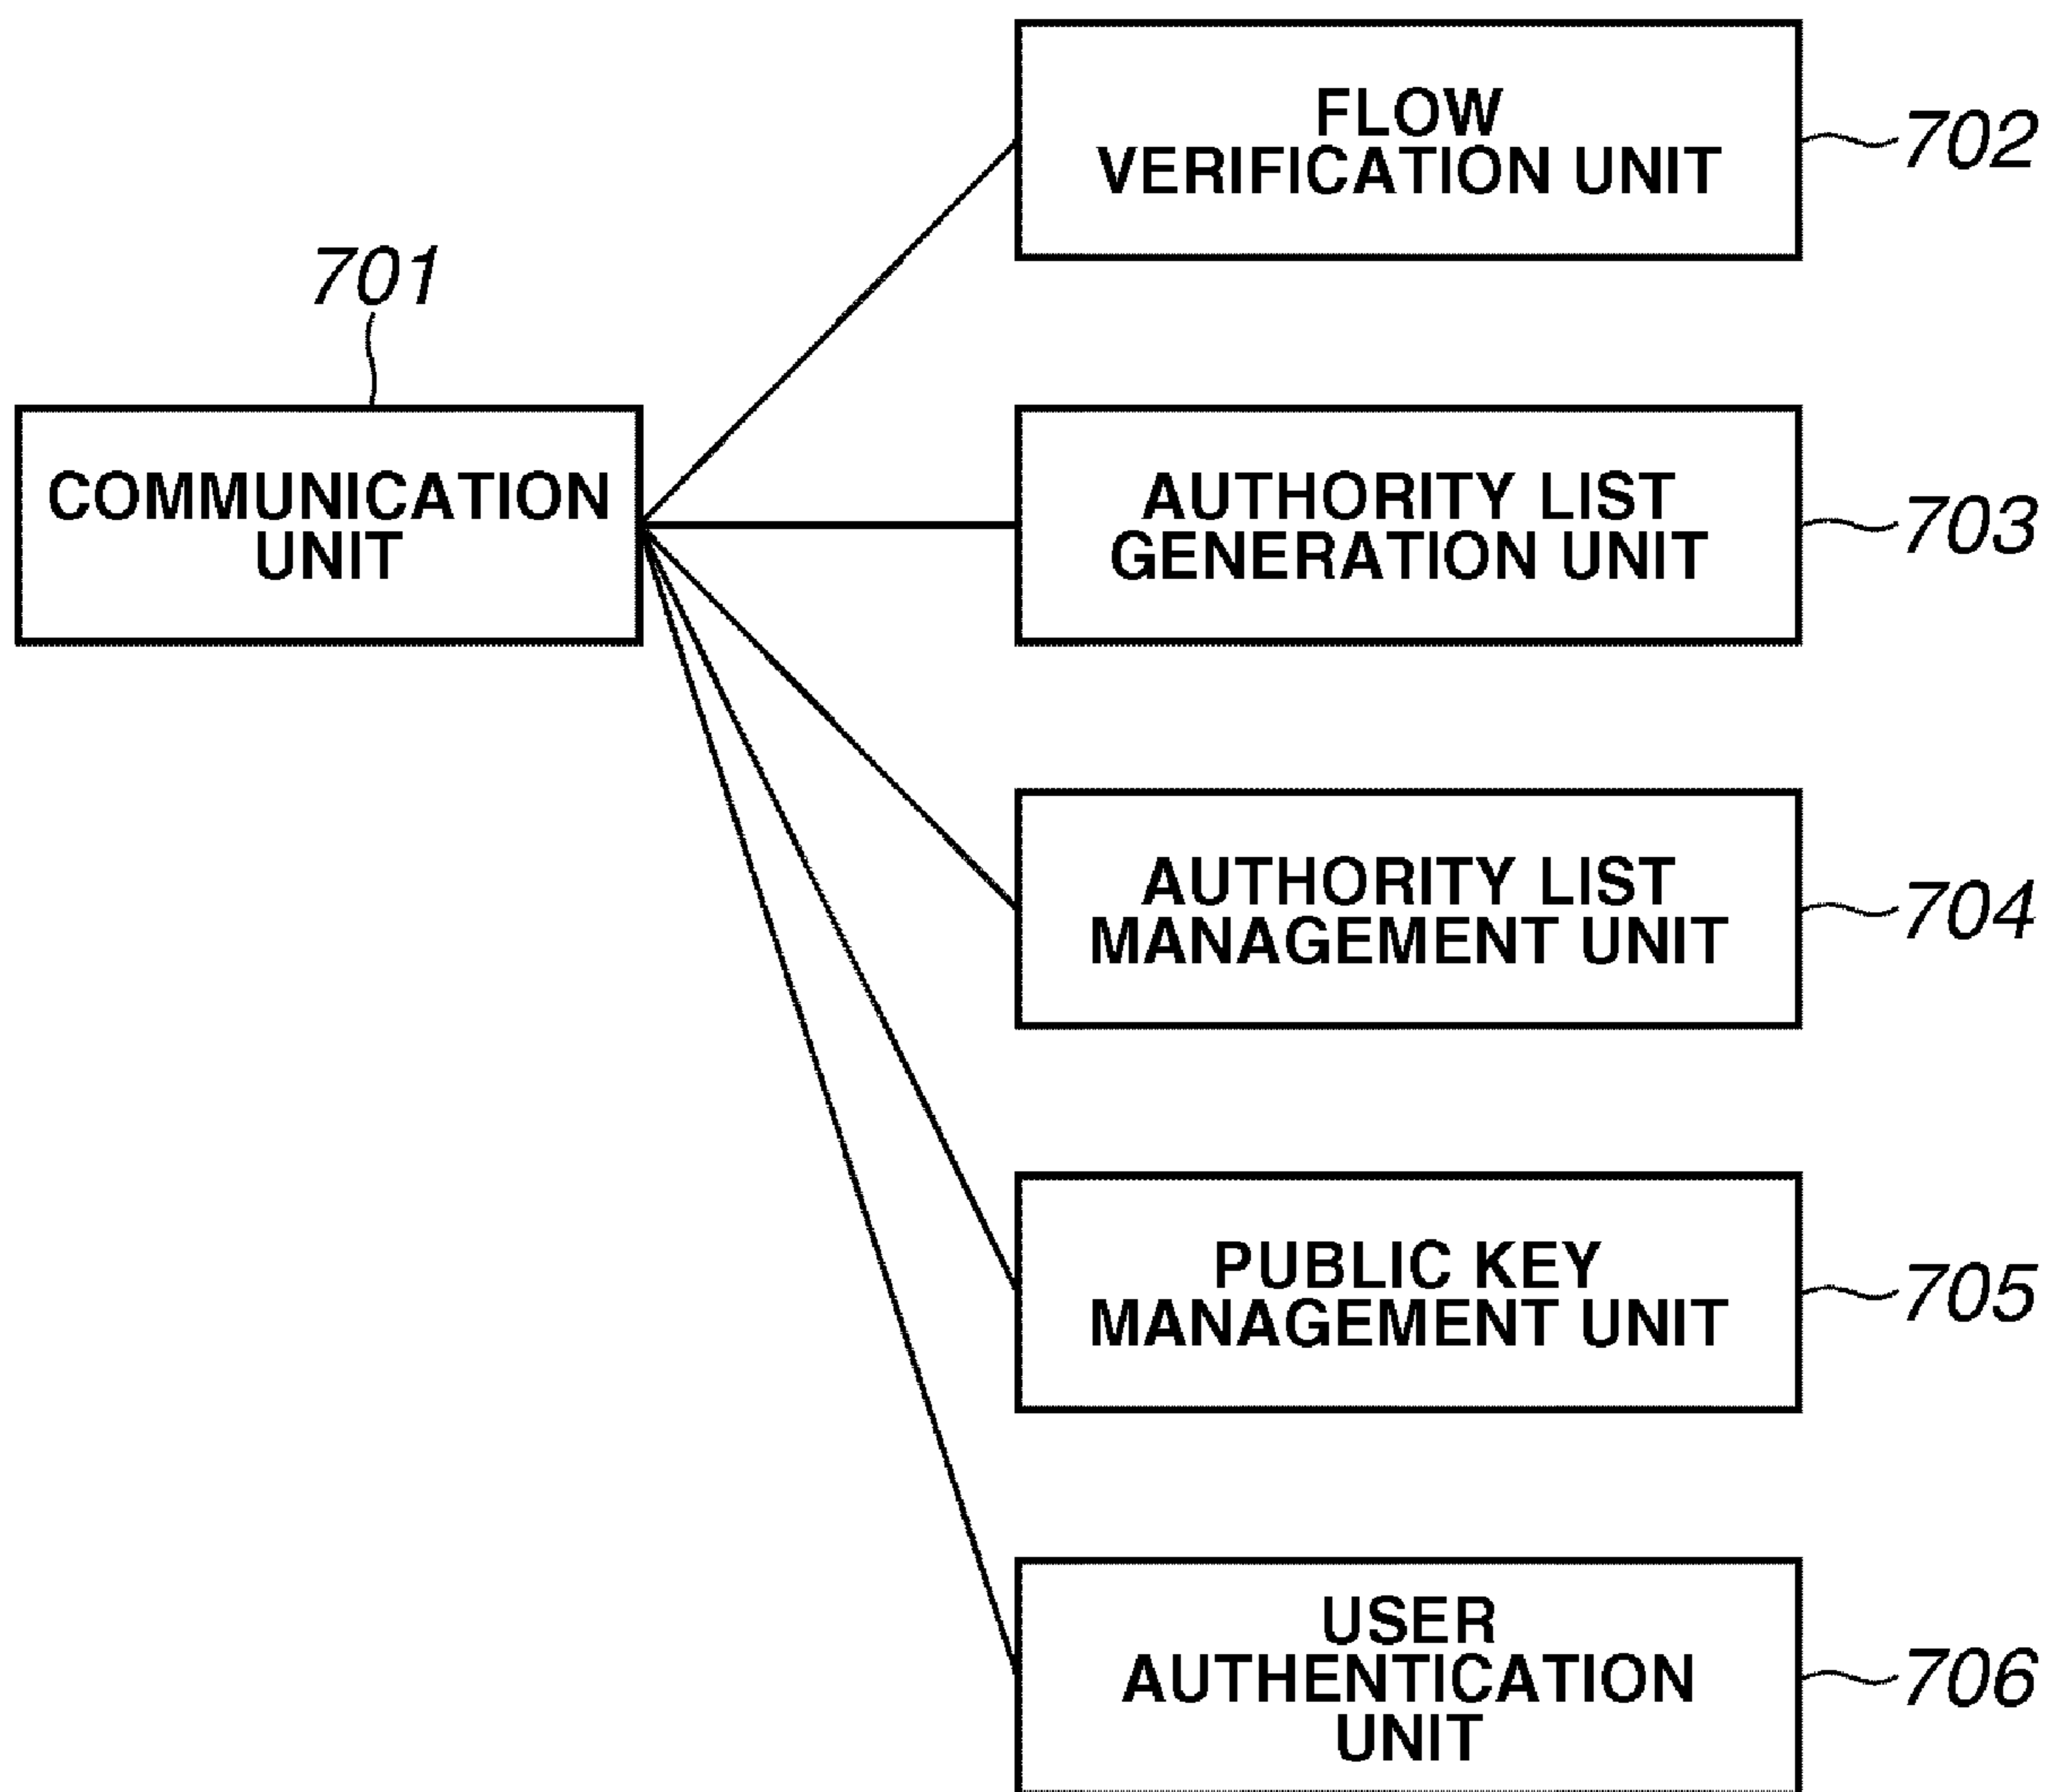 FLOW
VERIFICATION UNIT
702
701
COMMUNICATION
UNIT
AUTHORITY LIST
GENERATION UNIT
703
AUTHORITY LIST
MANAGEMENT UNIT
704
PUBLIC KEY
MANAGEMENT UNIT
705
USER
AUTHENTICATION
UNIT
706